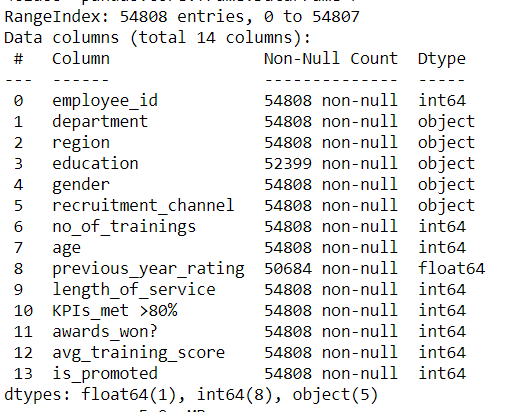 RangeIndex: 54808 entries, 0 to 54807
Data columns (total 14 columns):
 #   Column                Non-Null Count  Dtype
---  ------                --------------  -----
 0   employee_id           54808 non-null  int64
 1   department            54808 non-null  object
 2   region                54808 non-null  object
 3   education             52399 non-null  object
 4   gender                54808 non-null  object
 5   recruitment_channel   54808 non-null  object
 6   no_of_trainings       54808 non-null  int64
 7   age                   54808 non-null  int64
 8   previous_year_rating  50684 non-null  float64
 9   length_of_service     54808 non-null  int64
 10  KPIs_met >80%         54808 non-null  int64
 11  awards_won?           54808 non-null  int64
 12  avg_training_score    54808 non-null  int64
 13  is_promoted           54808 non-null  int64
dtypes: float64(1), int64(8), object(5)